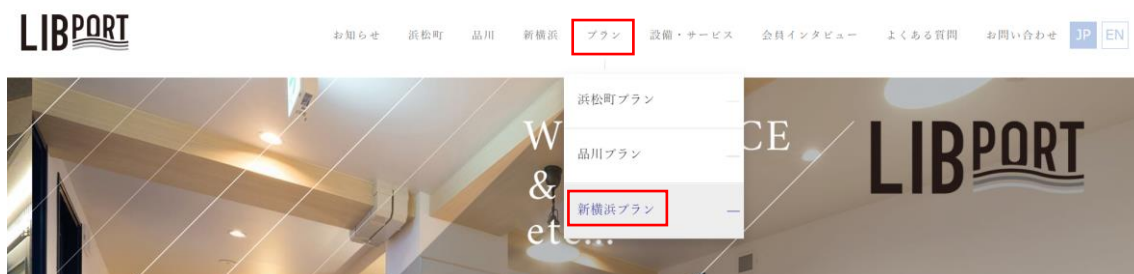 LIBPORT
お知らせ 浜松町 品川 新横浜 プラン 設備・サービス 会員インタビュー よくある質問 お問い合わせ JP EN
浜松町プラン
品川プラン
新横浜プラン
W CE
&
etc...
LIBPORT